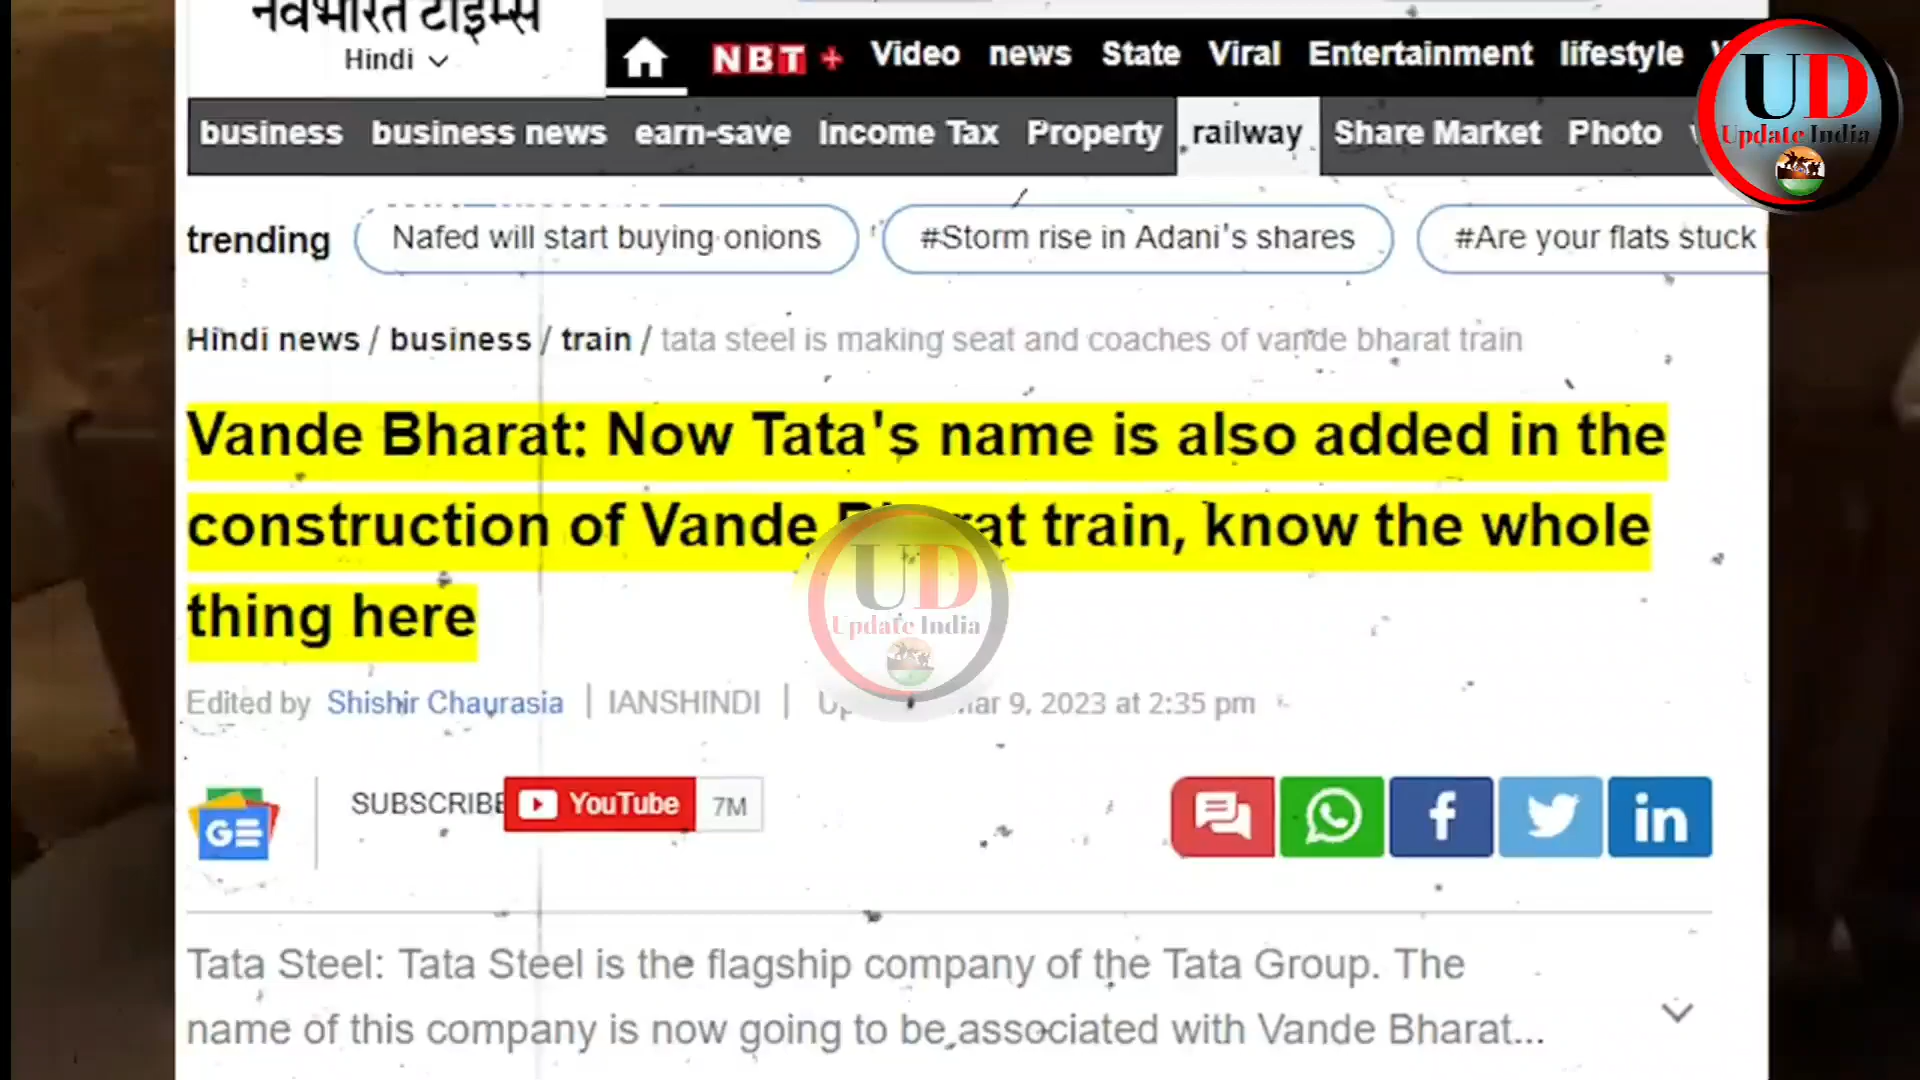 नवभारत टाइम्स
Hindi
NBT + Video news State Viral Entertainment lifestyle
business business news earn-save Income Tax Property railway Share Market Photo
trending Nafed will start buying onions #Storm rise in Adani's shares #Are your flats stuck
Hindi news / business / train / tata steel is making seat and coaches of vande bharat train
Vande Bharat: Now Tata's name is also added in the
construction of Vande train, know the whole
thing here
Edited by Shishir Chaurasia | IANSHINDI | 9, 2023 at 2:35 pm
SUBSCRIBE YouTube 7M
Tata Steel: Tata Steel is the flagship company of the Tata Group. The
name of this company is now going to be associated with Vande Bharat...
UD
Update India
UD
Update India